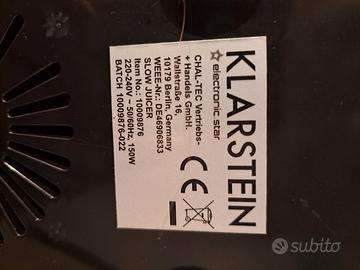 KLARSTEIN
electronic star
CHAL-TEC Vertriebs-
+ Handels GmbH.
Wallstraße 16,
10179 Berlin, Germany
WEEE-Nr.: DE46906833
SLOW JUICER
Item No.: 10009876
220-240V ~ 50/60Hz, 150W
BATCH 10009876-022
CE
subito